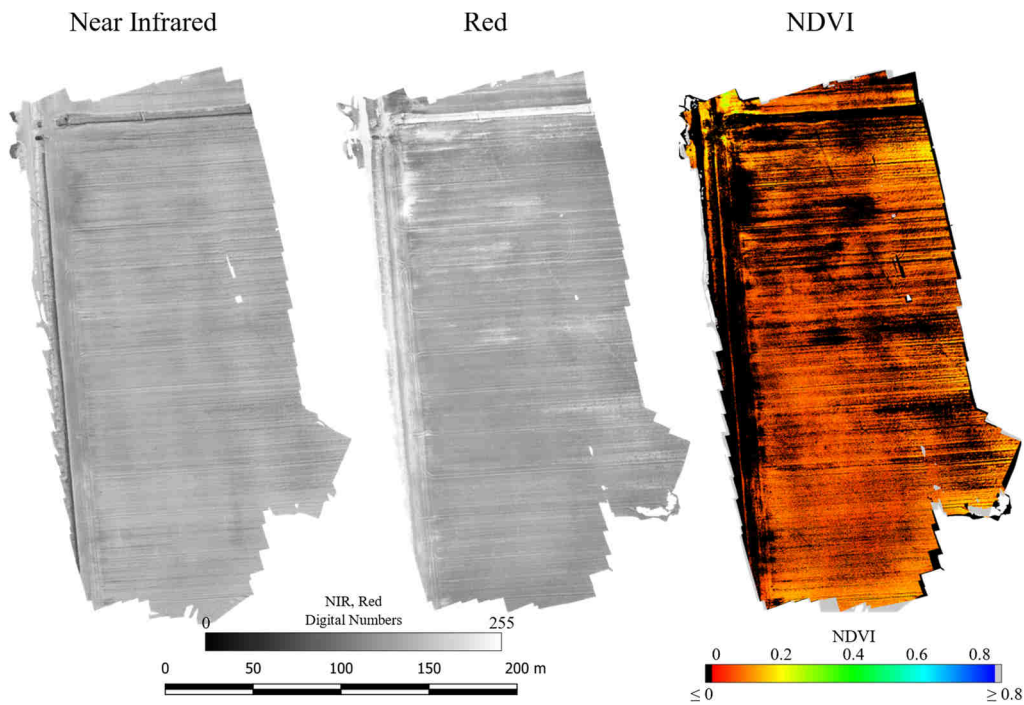 Near Infrared
Red
NDVI
NIR, Red
Digital Numbers
0
255
0
50
100
150
200 m
NDVI
0
0.2
0.4
0.6
0.8
≤ 0
≥ 0.8